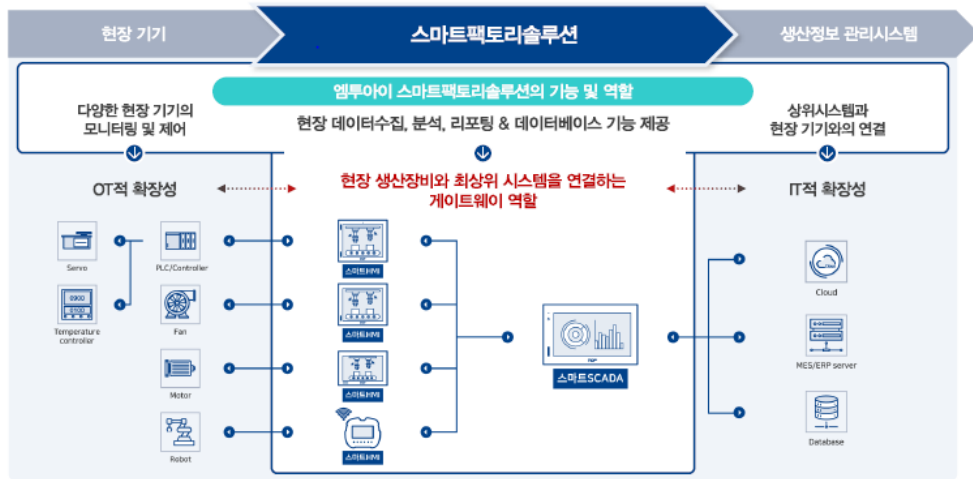 현장 기기
스마트팩토리솔루션
생산정보 관리시스템
엠투아이 스마트팩토리솔루션의 기능 및 역할
다양한 현장 기기의
모니터링 및 제어
현장 데이터수집, 분석, 리포팅 & 데이터베이스 기능 제공
상위시스템과
현장 기기와의 연결
OT적 확장성
현장 생산장비와 최상위 시스템을 연결하는
게이트웨이 역할
IT적 확장성
Servo
PLC/Controller
스마트HMI
Cloud
0900
0100
Temperature
controller
Fan
스마트HMI
MES/ERP server
Motor
스마트HMI
스마트SCADA
Robot
스마트HMI
Database